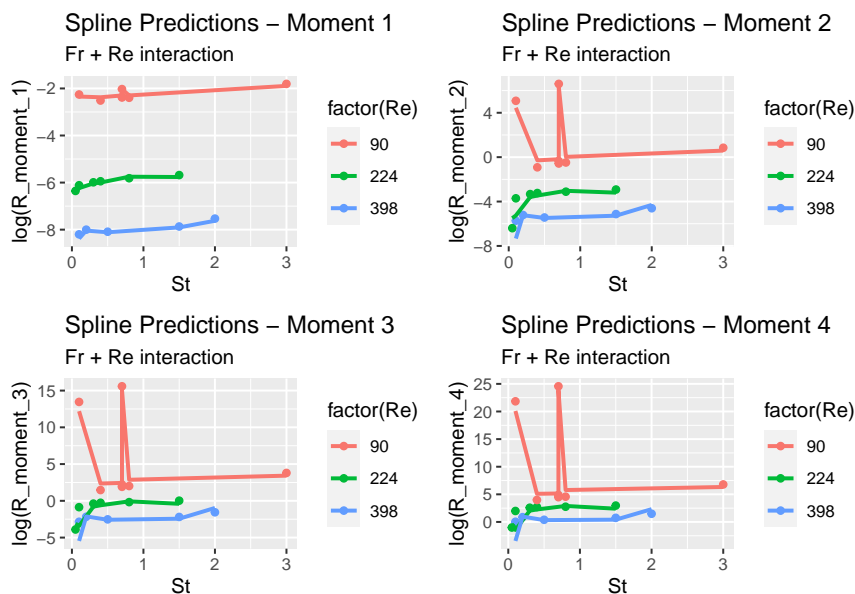 Spline Predictions – Moment 1
Fr + Re interaction
log(R_moment_1)
−2
−4
−6
−8
0
1
2
3
St
factor(Re)
90
224
398
Spline Predictions – Moment 2
Fr + Re interaction
log(R_moment_2)
4
0
−4
−8
0
1
2
3
St
factor(Re)
90
224
398
Spline Predictions – Moment 3
Fr + Re interaction
log(R_moment_3)
15
10
5
0
−5
0
1
2
3
St
factor(Re)
90
224
398
Spline Predictions – Moment 4
Fr + Re interaction
log(R_moment_4)
25
20
15
10
5
0
0
1
2
3
St
factor(Re)
90
224
398